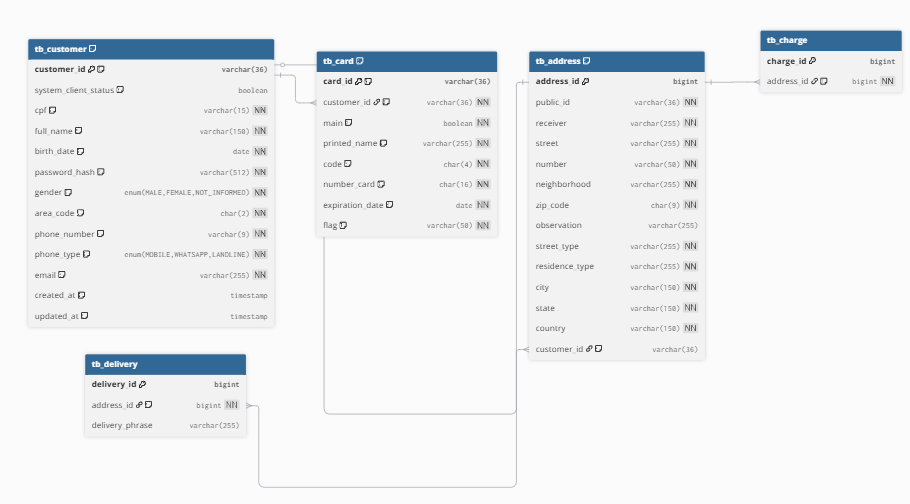 tb_customer
customer_id varchar(36)
system_client_status boolean
cpf varchar(15) NN
full_name varchar(150) NN
birth_date date NN
password_hash varchar(512) NN
gender enum(MALE,FEMALE,NOT_INFORMED) NN
area_code char(2) NN
phone_number varchar(9) NN
phone_type enum(MOBILE,WHATSAPP,LANDLINE) NN
email varchar(255) NN
created_at timestamp
updated_at timestamp
tb_card
card_id varchar(36)
customer_id varchar(36) NN
main boolean NN
printed_name varchar(255) NN
code char(4) NN
number_card char(16) NN
expiration_date date NN
flag varchar(50) NN
tb_address
address_id bigint
public_id varchar(36) NN
receiver varchar(255) NN
street varchar(255) NN
number varchar(50) NN
neighborhood varchar(255) NN
zip_code char(9) NN
observation varchar(255)
street_type varchar(255) NN
residence_type varchar(255) NN
city varchar(150) NN
state varchar(150) NN
country varchar(150) NN
customer_id varchar(36)
tb_charge
charge_id bigint
address_id bigint NN
tb_delivery
delivery_id bigint
address_id bigint NN
delivery_phrase varchar(255)